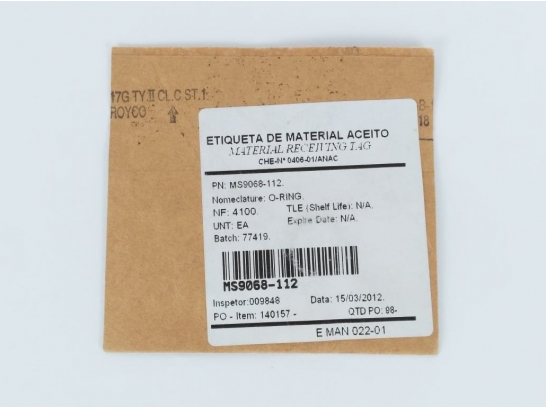 17G TY II CL C ST.1
ROYCO
18
ETIQUETA DE MATERIAL ACEITO
MATERIAL RECEIVING TAG
CHE-Nº 0406-01/ANAC
PN: MS9068-112.
Nomenclature: O-RING.
NF: 4100. TLE (Shelf Life): N/A.
UNT: EA Expire Date: N/A.
Batch: 77419.
MS9068-112
Inspetor:009848 Data: 15/03/2012.
PO - Item: 140157 - QTD PO: 98-
E MAN 022-01